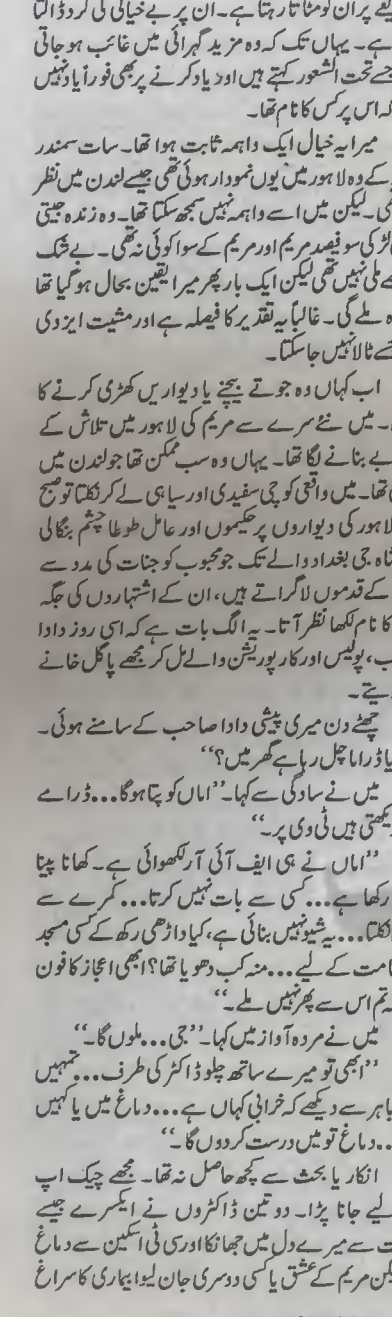 پر ان کو مٹاتا رہتا ہے۔ ان پر بے خیالی کی گرد ڈالتا
ہے۔ یہاں تک کہ وہ مزید گہرائی میں غائب ہو جاتی
جسے تحت الشعور کہتے ہیں اور یاد کرنے پر بھی فوراً یاد نہیں
کہ اس پر کس کا نام تھا۔
میرا یہ خیال ایک واہمہ ثابت ہوا تھا۔ سات سمندر
کے وہ لاہور میں یوں نمودار ہوئی تھی جیسے لندن میں نظر
لیکن میں اسے واہمہ نہیں سمجھ سکتا تھا۔ وہ زندہ جیتی
لڑکی سو فیصد مریم اور مریم کے سوا کوئی نہ تھی۔ بے شک
ملی نہیں تھی لیکن ایک بار پھر میرا یقین بحال ہو گیا تھا
ملے گی۔ غالباً یہ تقدیر کا فیصلہ ہے اور مشیت ایزدی
جسے ٹالا نہیں جا سکتا۔
اب کہاں وہ جوتے بیچنے یا دیواریں کھڑی کرنے کا
میں نئے سرے سے مریم کی لاہور میں تلاش کے
بنانے لگا تھا۔ یہاں وہ سب ممکن تھا جو لندن میں
تھا۔ میں واقعی کوچی سفیدی اور سیاہی لے کر نکلتا تو صبح
لاہور کی دیواروں پر حکیموں اور عامل طوطا چشم بنگالی
شاہ جی بغداد والے تک جو محبوب کو جنات کی مدد سے
کے قدموں لا گراتے ہیں، ان کے اشتہاروں کی جگہ
کا نام لکھا نظر آتا۔ یہ الگ بات ہے کہ اسی روز دادا
پولیس اور کارپوریشن والے مل کر مجھے پاگل خانے
دیتے۔
چھٹے دن میری پیشی دادا صاحب کے سامنے ہوئی۔
ڈراما چل رہا ہے گھر میں؟‘‘
میں نے سادگی سے کہا۔ ’’اماں کو پتا ہو گا... ڈرامے
دیکھتی ہیں ٹی وی پر۔‘‘
’’اماں نے ہی ایف آئی آر لکھوائی ہے۔ کھانا پینا
رکھا ہے... کسی سے بات نہیں کرتا... کمرے سے
نکلتا... یہ شیو نہیں بنائی ہے، کیا داڑھی رکھ کے کسی مسجد
امامت کے لیے... منہ کب دھویا تھا؟ ابھی اعجاز کا فون
تم اس سے پھر نہیں ملے۔‘‘
میں نے مردہ آواز میں کہا۔ ’’جی... ملوں گا۔‘‘
’’ابھی تو میرے ساتھ چلو ڈاکٹر کی طرف... تمہیں
باہر سے دیکھے کہ خرابی کہاں ہے... دماغ میں یا کہیں
دماغ تو میں درست کر دوں گا۔‘‘
انکار یا بحث سے کچھ حاصل نہ تھا۔ مجھے چیک اپ
لیے جانا پڑا۔ دو تین ڈاکٹروں نے ایکسرے جیسے
سے میرے دل میں جھانکا اور سی ٹی اسکین سے دماغ
لیکن مریم کے عشق یا کسی دوسری جان لیوا بیماری کا سراغ